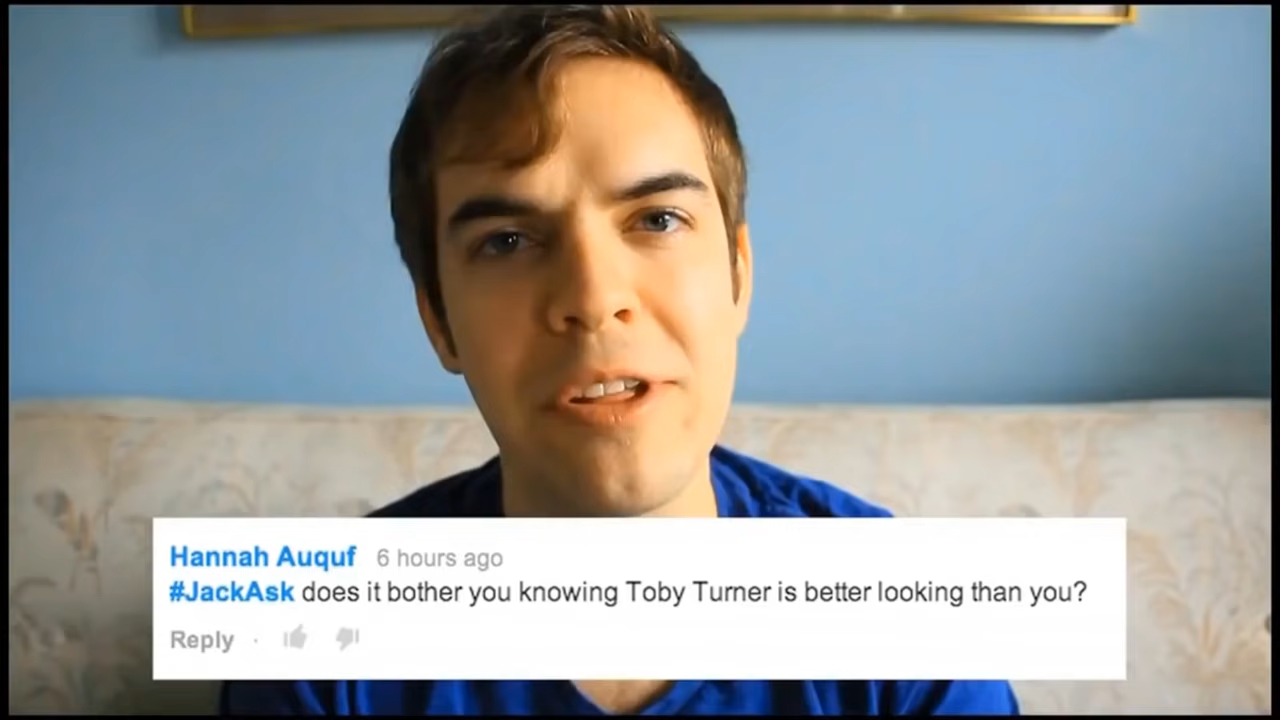 Hannah Auquf 6 hours ago
#JackAsk does it bother you knowing Toby Turner is better looking than you?
Reply ·